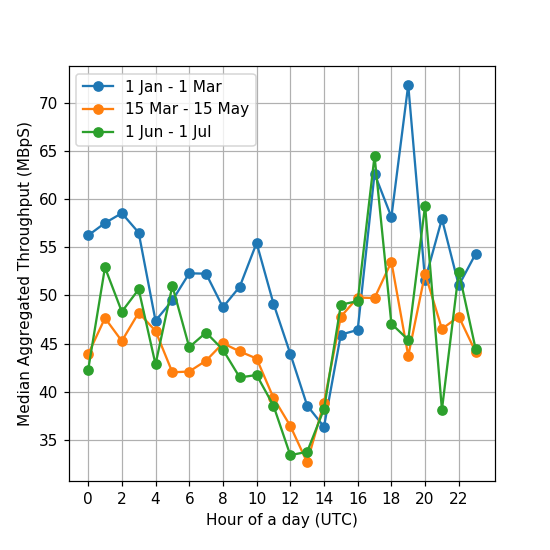 1 Jan - 1 Mar
15 Mar - 15 May
1 Jun - 1 Jul
Median Aggregated Throughput (MBpS)
70
65
60
55
50
45
40
35
0 2 4 6 8 10 12 14 16 18 20 22
Hour of a day (UTC)